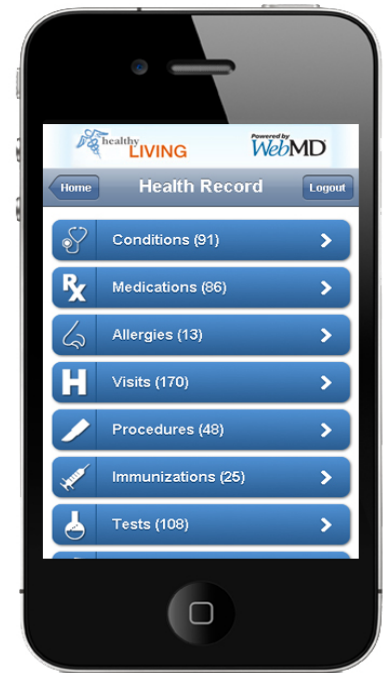 healthy
LIVING
Powered by
WebMD
Home
Health Record
Logout
Conditions (91)
Rx
Medications (86)
Allergies (13)
H
Visits (170)
Procedures (48)
Immunizations (25)
Tests (108)